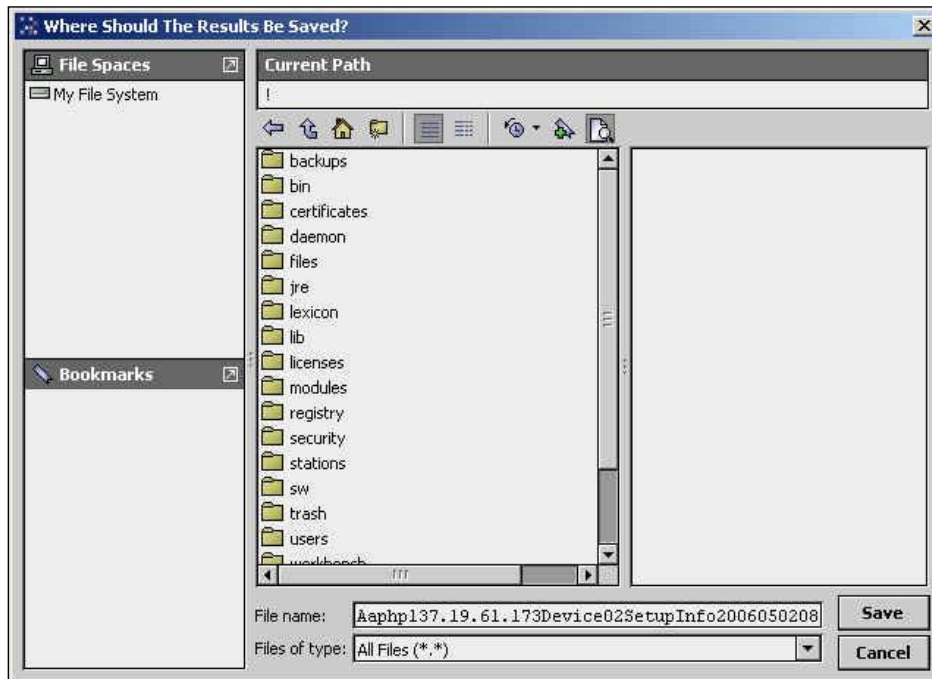 Where Should The Results Be Saved?
File Spaces
My File System
Bookmarks
Current Path
!
backups
bin
certificates
daemon
files
jre
lexicon
lib
licenses
modules
registry
security
stations
sw
trash
users
workbench
File name: Aaphp137.19.61.173Device02SetupInfo2006050208
Save
Files of type: All Files (*.*)
Cancel